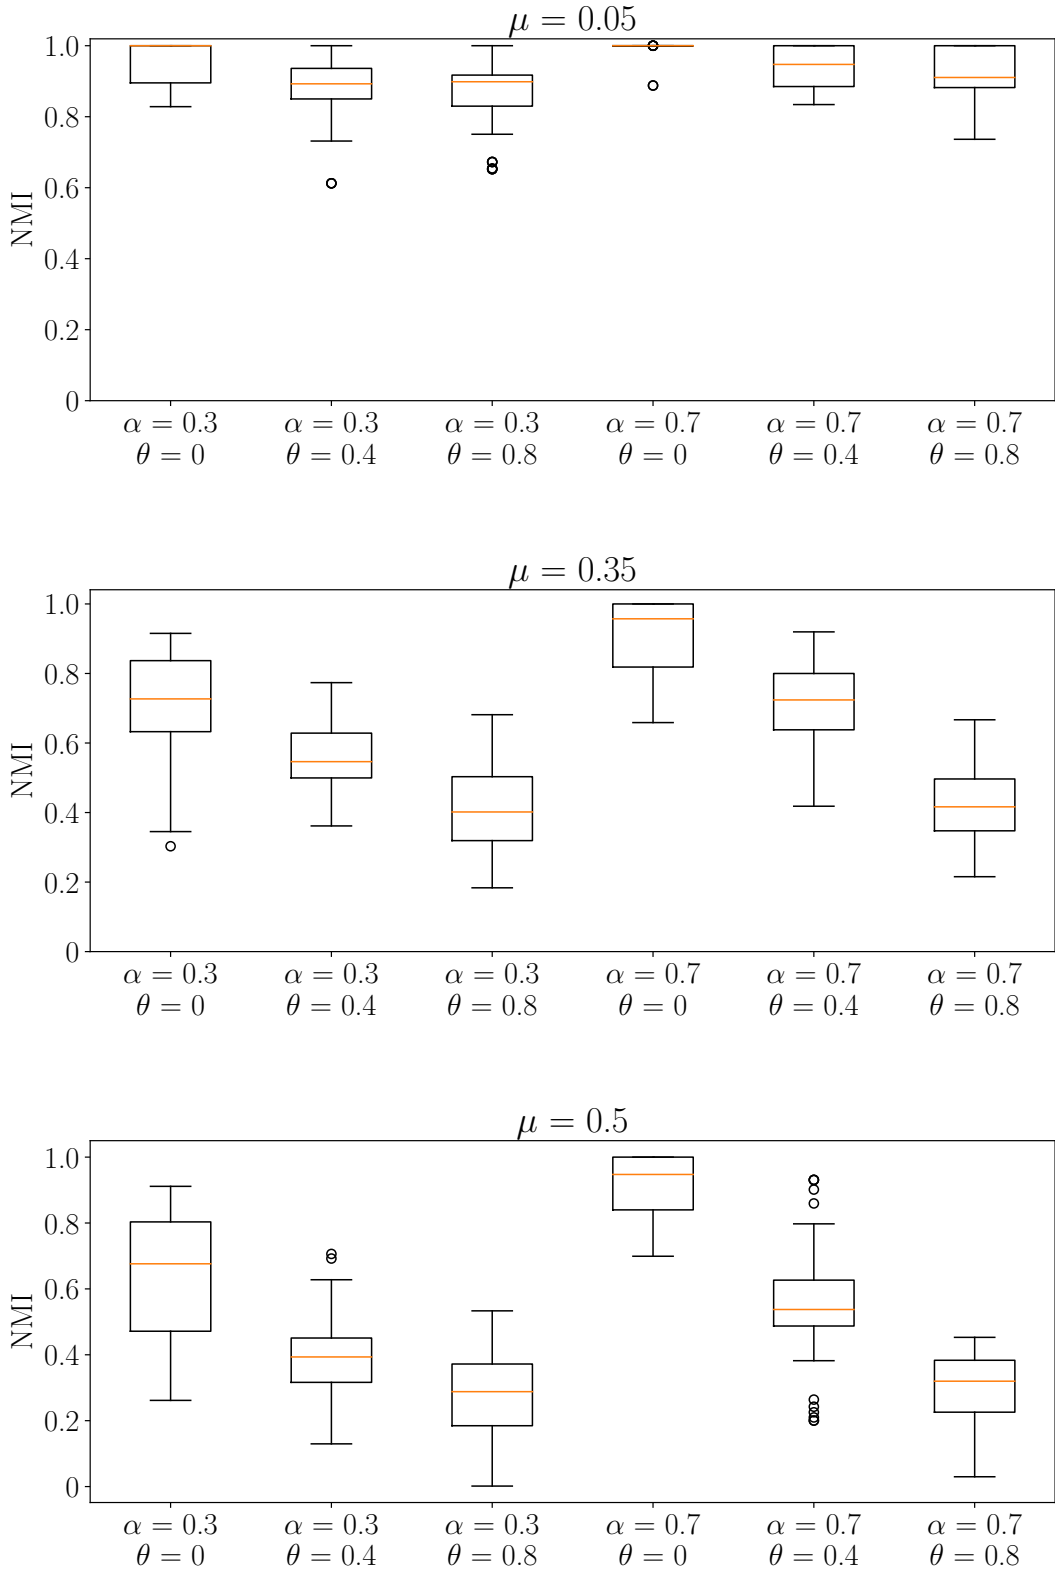 μ = 0.05
1.0
0.8
0.6
0.4
0.2
0
NMI
α = 0.3 α = 0.3 α = 0.3 α = 0.7 α = 0.7 α = 0.7
θ = 0 θ = 0.4 θ = 0.8 θ = 0 θ = 0.4 θ = 0.8
μ = 0.35
1.0
0.8
0.6
0.4
0.2
0
NMI
α = 0.3 α = 0.3 α = 0.3 α = 0.7 α = 0.7 α = 0.7
θ = 0 θ = 0.4 θ = 0.8 θ = 0 θ = 0.4 θ = 0.8
μ = 0.5
1.0
0.8
0.6
0.4
0.2
0
NMI
α = 0.3 α = 0.3 α = 0.3 α = 0.7 α = 0.7 α = 0.7
θ = 0 θ = 0.4 θ = 0.8 θ = 0 θ = 0.4 θ = 0.8